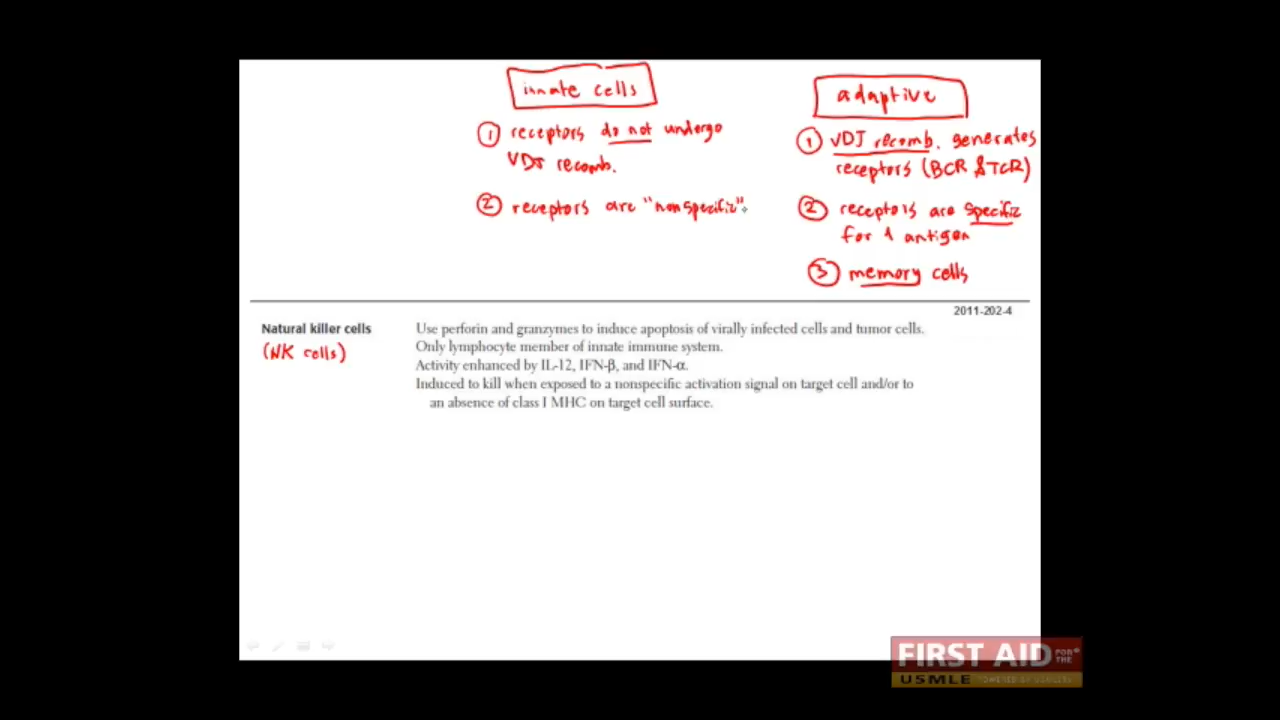 innate cells
① receptors do not undergo
VDJ recomb.
② receptors are "nonspecific"
adaptive
① VDJ recomb. generates
receptors (BCR & TCR)
② receptors are specific
for 1 antigen
③ memory cells
2011-202-4
Natural killer cells
(NK cells)
Use perforin and granzymes to induce apoptosis of virally infected cells and tumor cells.
Only lymphocyte member of innate immune system.
Activity enhanced by IL-12, IFN-β, and IFN-α.
Induced to kill when exposed to a nonspecific activation signal on target cell and/or to
an absence of class I MHC on target cell surface.
FIRST AID FOR THE®
USMLE